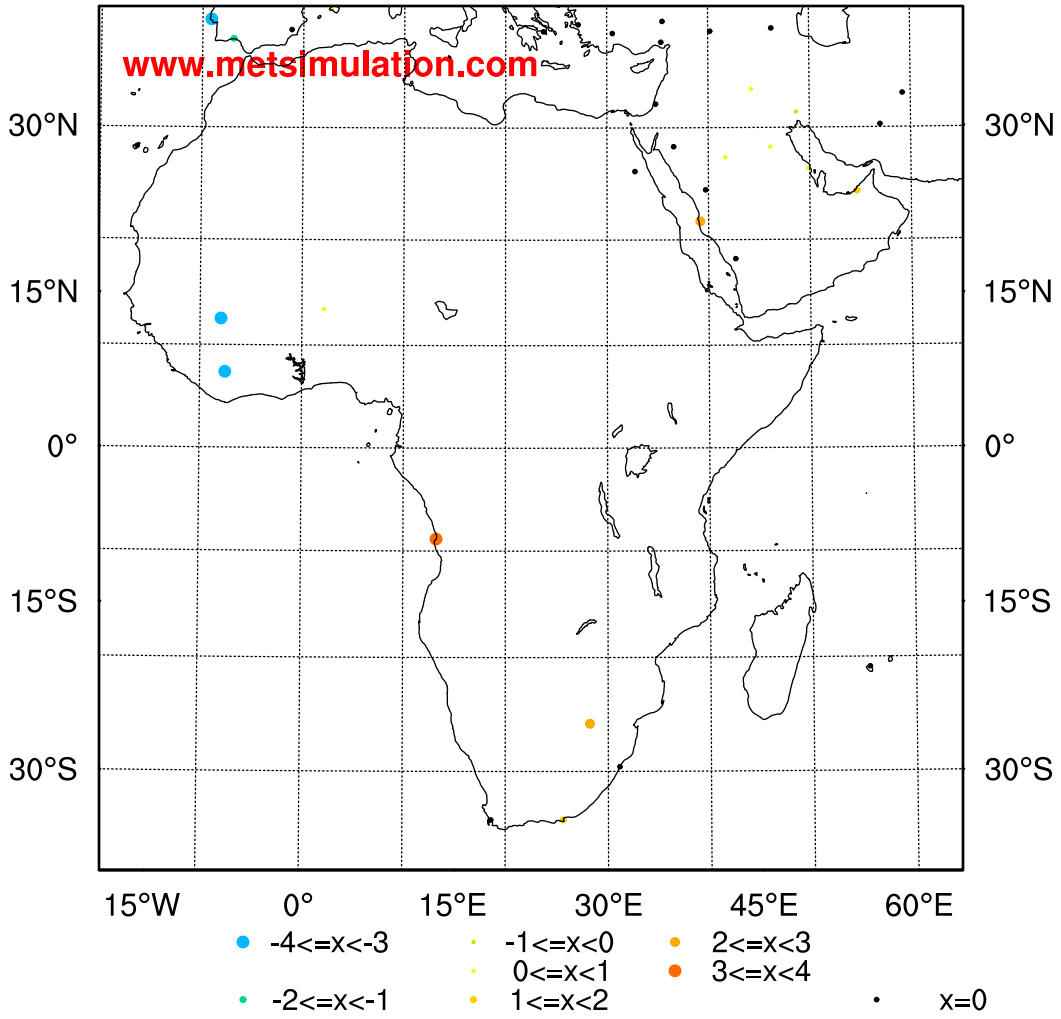 www.metsimulation.com
30°N 30°N
15°N 15°N
0° 0°
15°S 15°S
30°S 30°S
15°W 0° 15°E 30°E 45°E 60°E
-4<=x<-3 -1<=x<0 2<=x<3
0<=x<1 3<=x<4
-2<=x<-1 1<=x<2 x=0